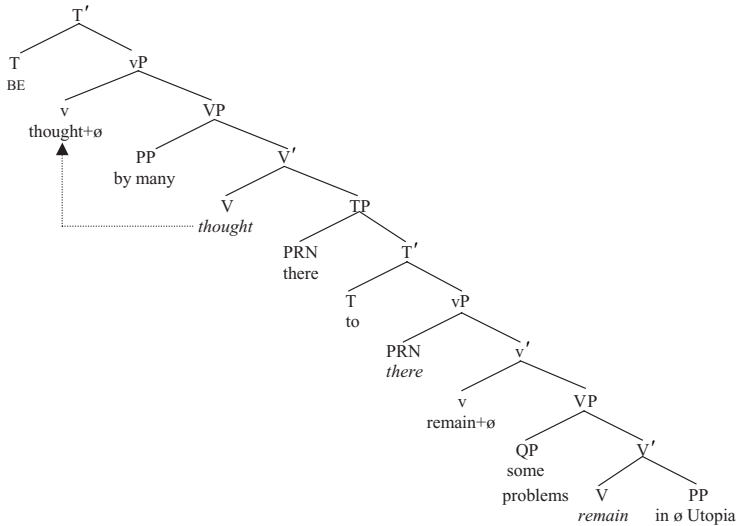 T′
T
BE
vP
v
thought+ø
VP
PP
by many
V′
V
thought
TP
PRN
there
T′
T
to
vP
PRN
there
v′
v
remain+ø
VP
QP
some
problems
V′
V
remain
PP
in ø Utopia